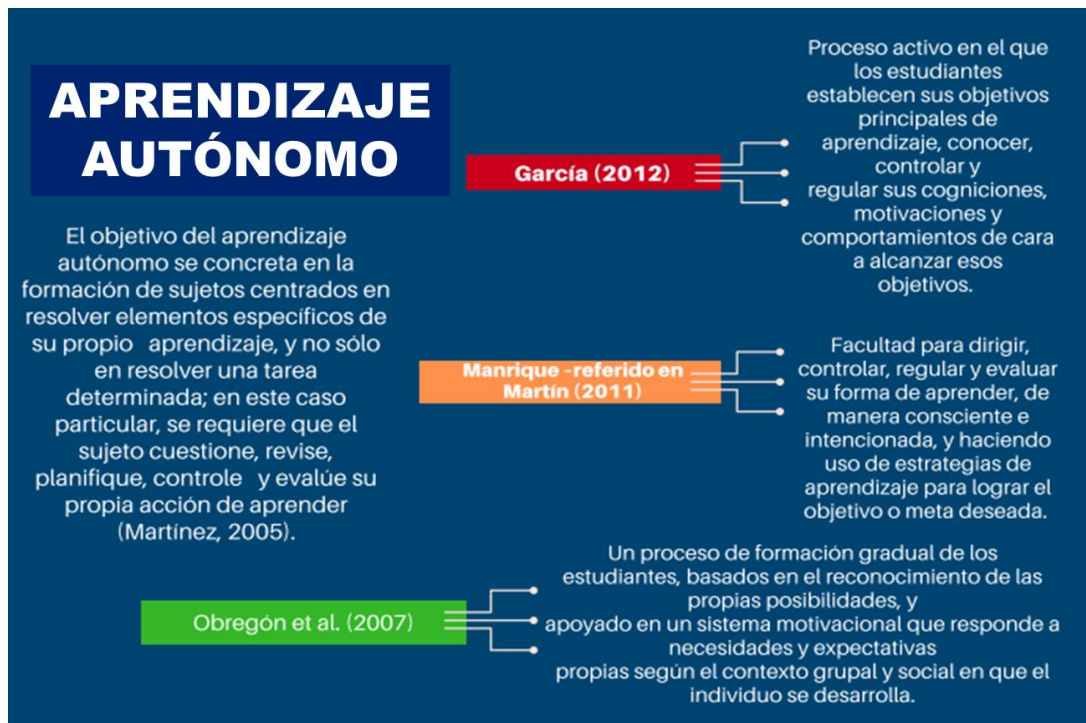 APRENDIZAJE
AUTÓNOMO
El objetivo del aprendizaje
autónomo se concreta en la
formación de sujetos centrados en
resolver elementos específicos de
su propio aprendizaje, y no sólo
en resolver una tarea
determinada; en este caso
particular, se requiere que el
sujeto cuestione, revise,
planifique, controle y evalúe su
propia acción de aprender
(Martínez, 2005).
García (2012)
Proceso activo en el que
los estudiantes
establecen sus objetivos
principales de
aprendizaje, conocer,
controlar y
regular sus cogniciones,
motivaciones y
comportamientos de cara
a alcanzar esos
objetivos.
Manrique -referido en
Martín (2011)
Facultad para dirigir,
controlar, regular y evaluar
su forma de aprender, de
manera consciente e
intencionada, y haciendo
uso de estrategias de
aprendizaje para lograr el
objetivo o meta deseada.
Obregón et al. (2007)
Un proceso de formación gradual de los
estudiantes, basados en el reconocimiento de las
propias posibilidades, y
apoyado en un sistema motivacional que responde a
necesidades y expectativas
propias según el contexto grupal y social en que el
individuo se desarrolla.